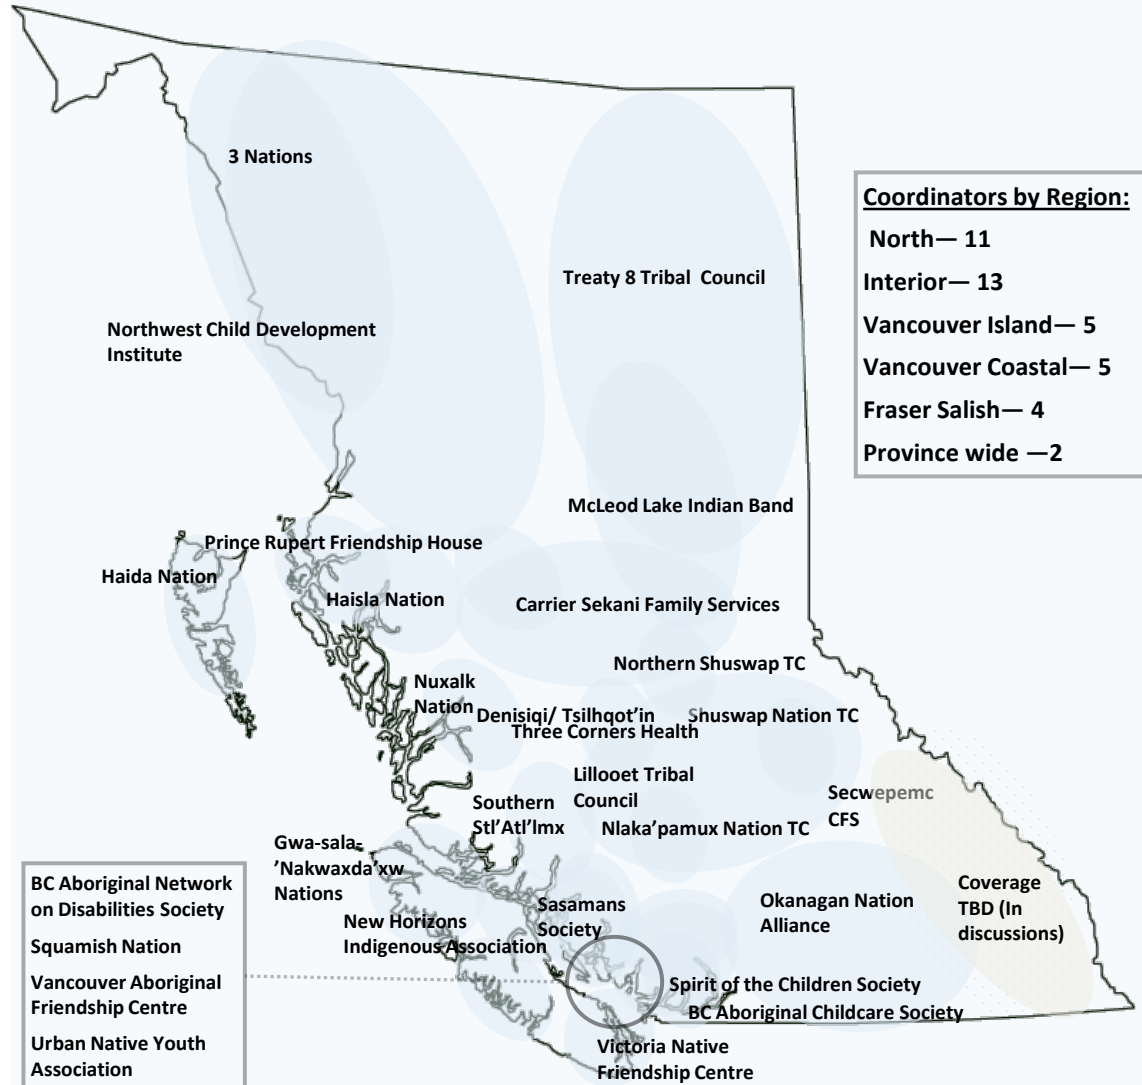 3 Nations
Coordinators by Region:
North— 11
Interior— 13
Vancouver Island— 5
Vancouver Coastal— 5
Fraser Salish— 4
Province wide —2
Treaty 8 Tribal Council
Northwest Child Development
Institute
McLeod Lake Indian Band
Prince Rupert Friendship House
Haida Nation
Haisla Nation
Carrier Sekani Family Services
Northern Shuswap TC
Nuxalk
Nation
Denisiqi/ Tsilhqot’in
Shuswap Nation TC
Three Corners Health
Lillooet Tribal
Council
Secwepemc
CFS
Southern
Stl’Atl’lmx
Nlaka’pamux Nation TC
Gwa-sala-
’Nakwaxda’xw
Nations
New Horizons
Indigenous Association
Sasamans
Society
Okanagan Nation
Alliance
Coverage
TBD (In
discussions)
BC Aboriginal Network
on Disabilities Society
Squamish Nation
Vancouver Aboriginal
Friendship Centre
Urban Native Youth
Association
Spirit of the Children Society
BC Aboriginal Childcare Society
Victoria Native
Friendship Centre